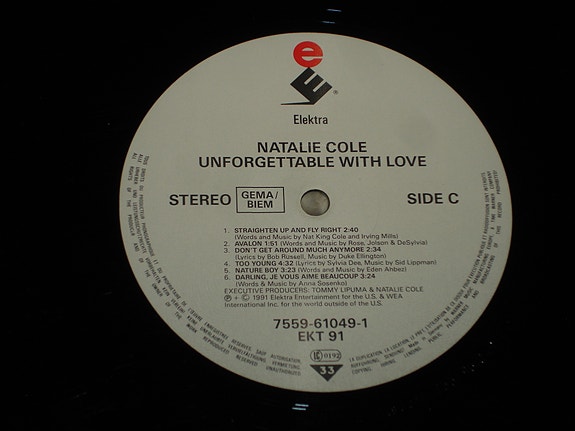 e
E
®
Elektra
NATALIE COLE
UNFORGETTABLE WITH LOVE
STEREO GEMA/ BIEM SIDE C
1. STRAIGHTEN UP AND FLY RIGHT 2:40
(Words and Music by Nat King Cole and Irving Mills)
2. AVALON 1:51 (Words and Music by Rose, Jolson & DeSylvia)
3. DON'T GET AROUND MUCH ANYMORE 2:34
(Lyrics by Bob Russell, Music by Duke Ellington)
4. TOO YOUNG 4:32 (Lyrics by Sylvia Dee, Music by Sid Lippman)
5. NATURE BOY 3:23 (Words and Music by Eden Ahbez)
6. DARLING, JE VOUS AIME BEAUCOUP 3:24
(Words & Music by Anna Sosenko)
EXECUTIVE PRODUCERS: TOMMY LIPUMA & NATALIE COLE
℗ + © 1991 Elektra Entertainment for the U.S. & WEA
International Inc. for the world outside of the U.S.
7559-61049-1
EKT 91
LC 0192
33